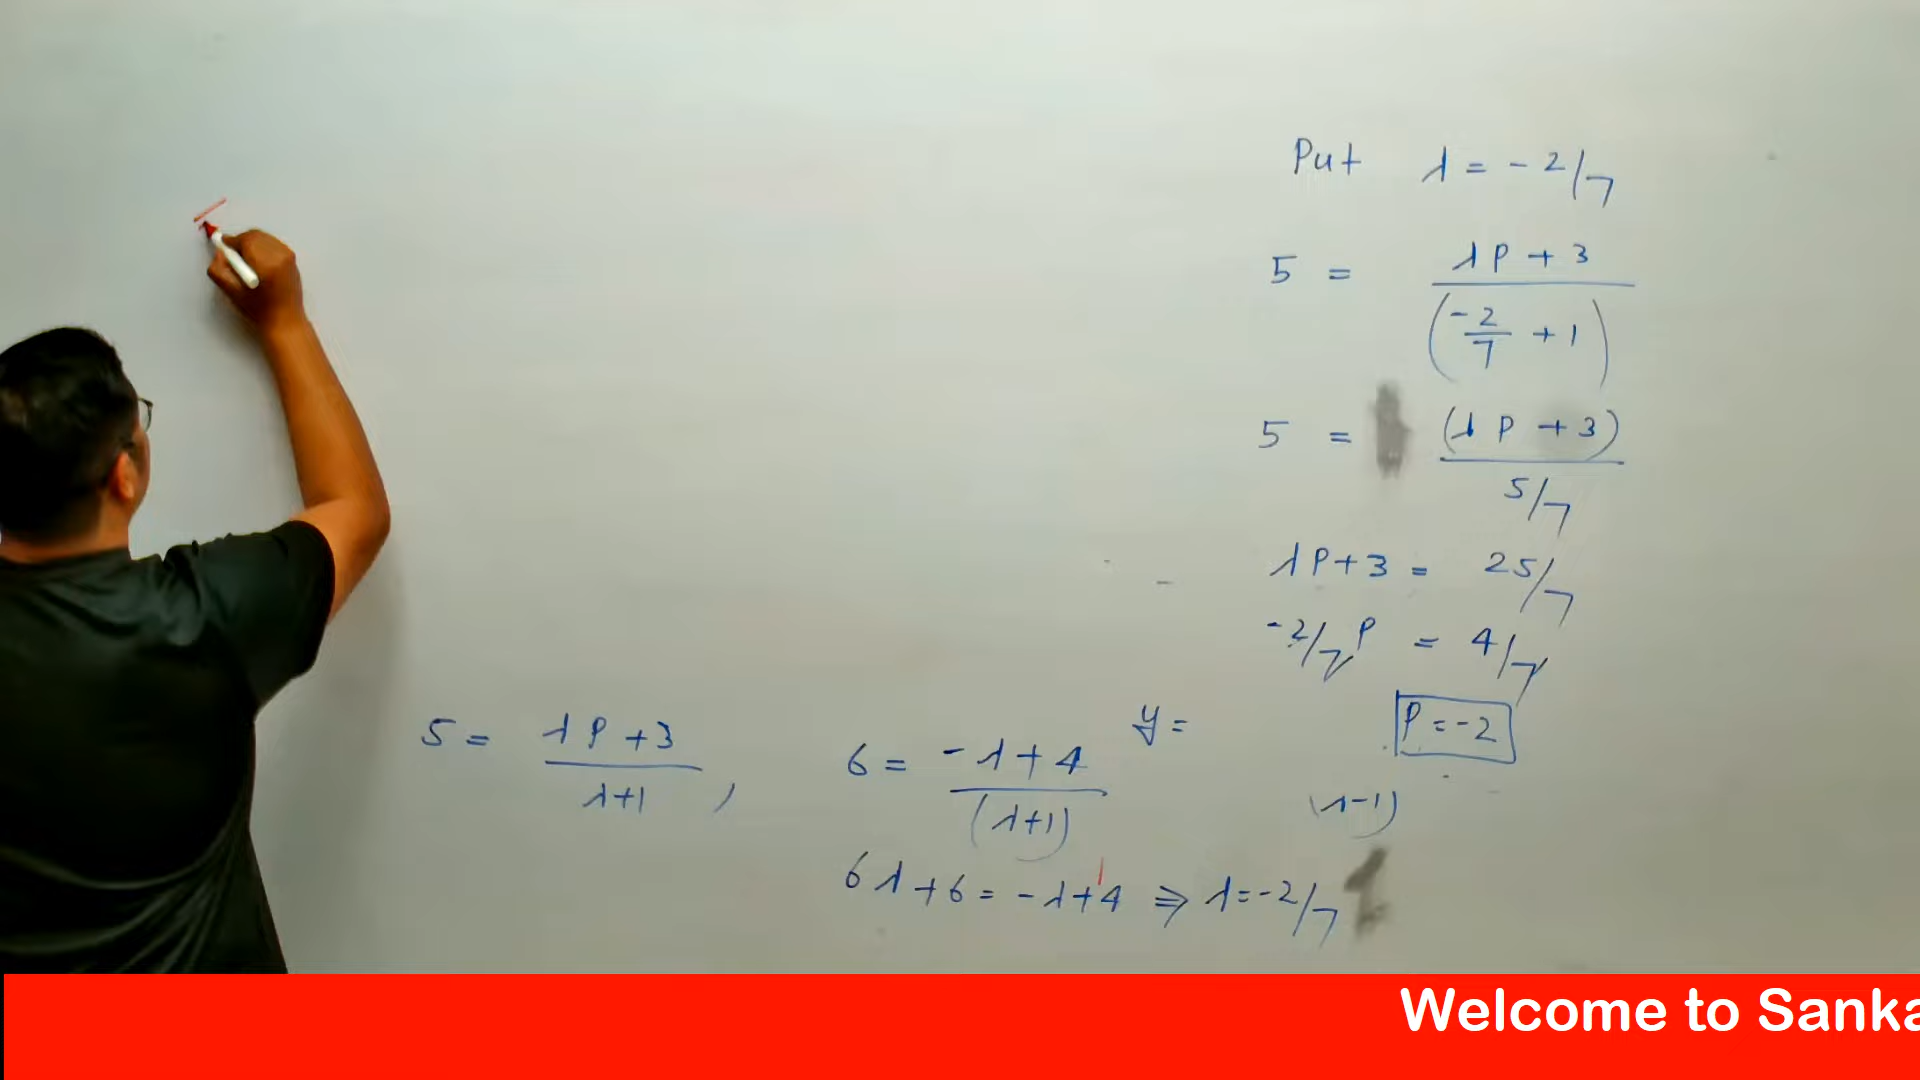 Put λ = -2/7
5 = λP + 3 / (-2/7 + 1)
5 = (λP + 3) / 5/7
λP+3 = 25/7
-2/7 P = 4/7
P = -2
5 = λP+3 / λ+1 ,
6 = -λ+4 / (λ+1)
y =
(λ-1)
6λ+6 = -λ+4 ⇒ λ=-2/7
Welcome to Sanka